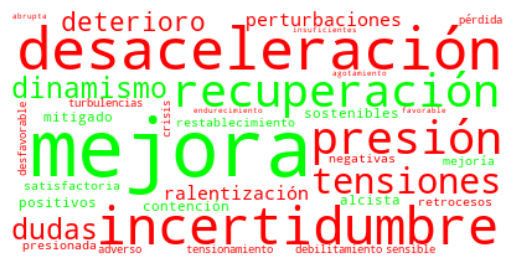 abrupta deterioro perturbaciones pérdida
insuficientes
desaceleración
agotamiento
dinamismo recuperación
turbulencias endurecimiento favorable
mitigado crisis restablecimiento sostenibles
desfavorable mejora presión
negativas mejoría
satisfactoria ralentización tensiones
positivos contención alcista retrocesos
dudas incertidumbre
presionada adverso tensionamiento debilitamiento sensible